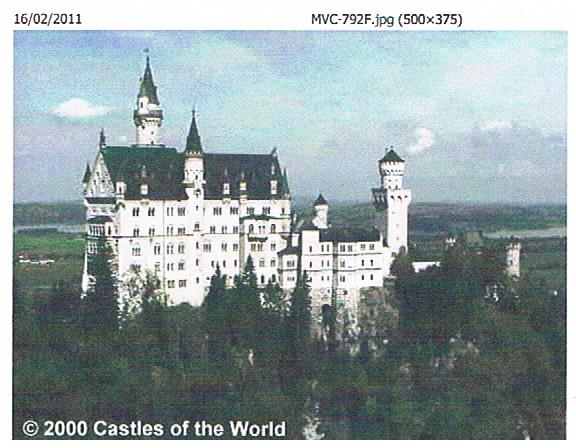 16/02/2011 MVC-792F.jpg (500×375)
© 2000 Castles of the World